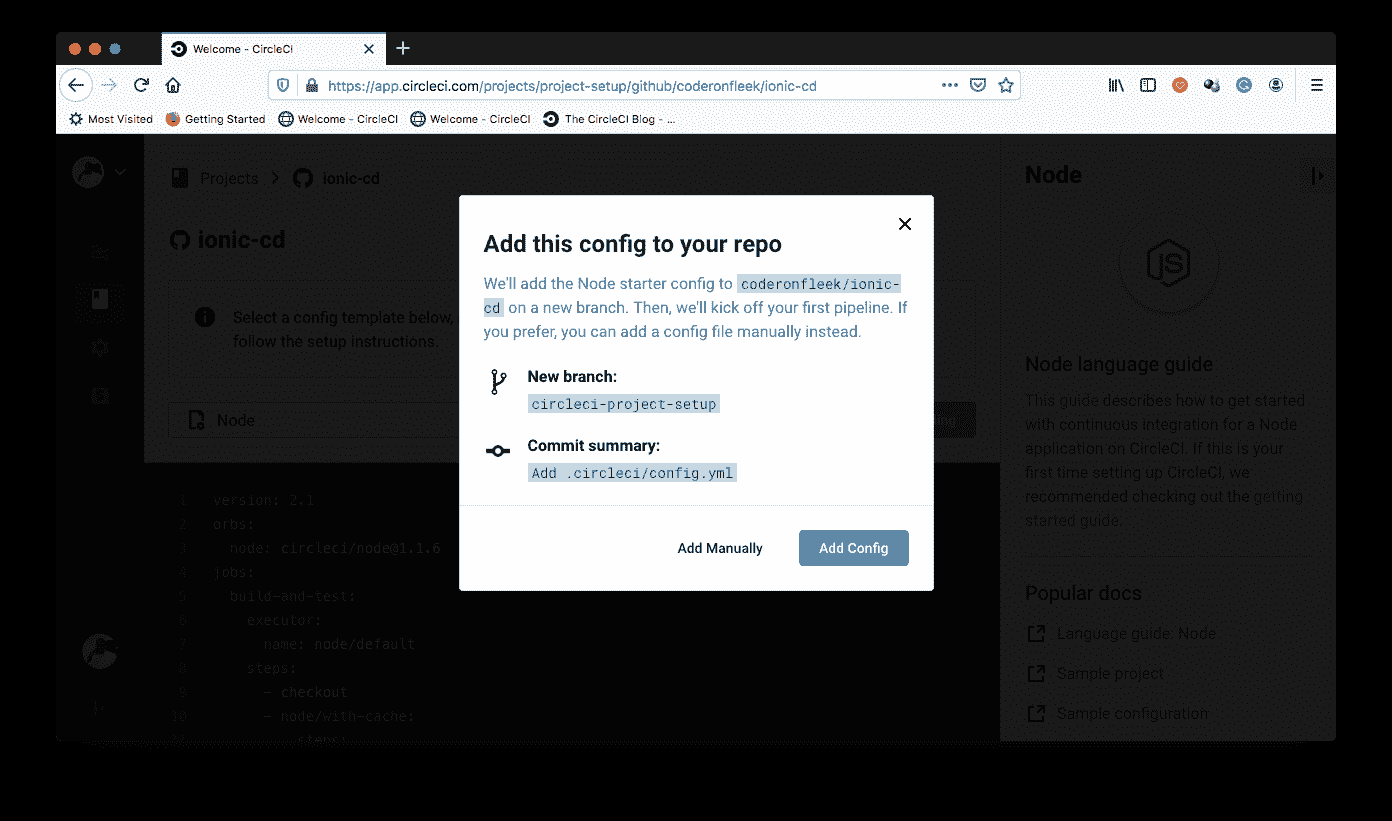 Welcome - CircleCI
https://app.circleci.com/projects/project-setup/github/coderonfleek/ionic-cd
Most Visited Getting Started Welcome - CircleCI Welcome - CircleCI The CircleCI Blog - ...
Projects ionic-cd
ionic-cd
Select a config template below,
follow the setup instructions.
Node
1 version: 2.1
2 orbs:
3 node: circleci/node@1.1.6
4 jobs:
5 build-and-test:
6 executor:
7 name: node/default
8 steps:
9 - checkout
10 - node/with-cache:
11 steps:
Add this config to your repo
We'll add the Node starter config to coderonfleek/ionic-
cd on a new branch. Then, we'll kick off your first pipeline. If
you prefer, you can add a config file manually instead.
New branch:
circleci-project-setup
Commit summary:
Add .circleci/config.yml
Add Manually Add Config
Node
JS
Node language guide
This guide describes how to get started
with continuous integration for a Node
application on CircleCI. If this is your
first time setting up CircleCI, we
recommended checking out the getting
started guide.
Popular docs
Language guide: Node
Sample project
Sample configuration